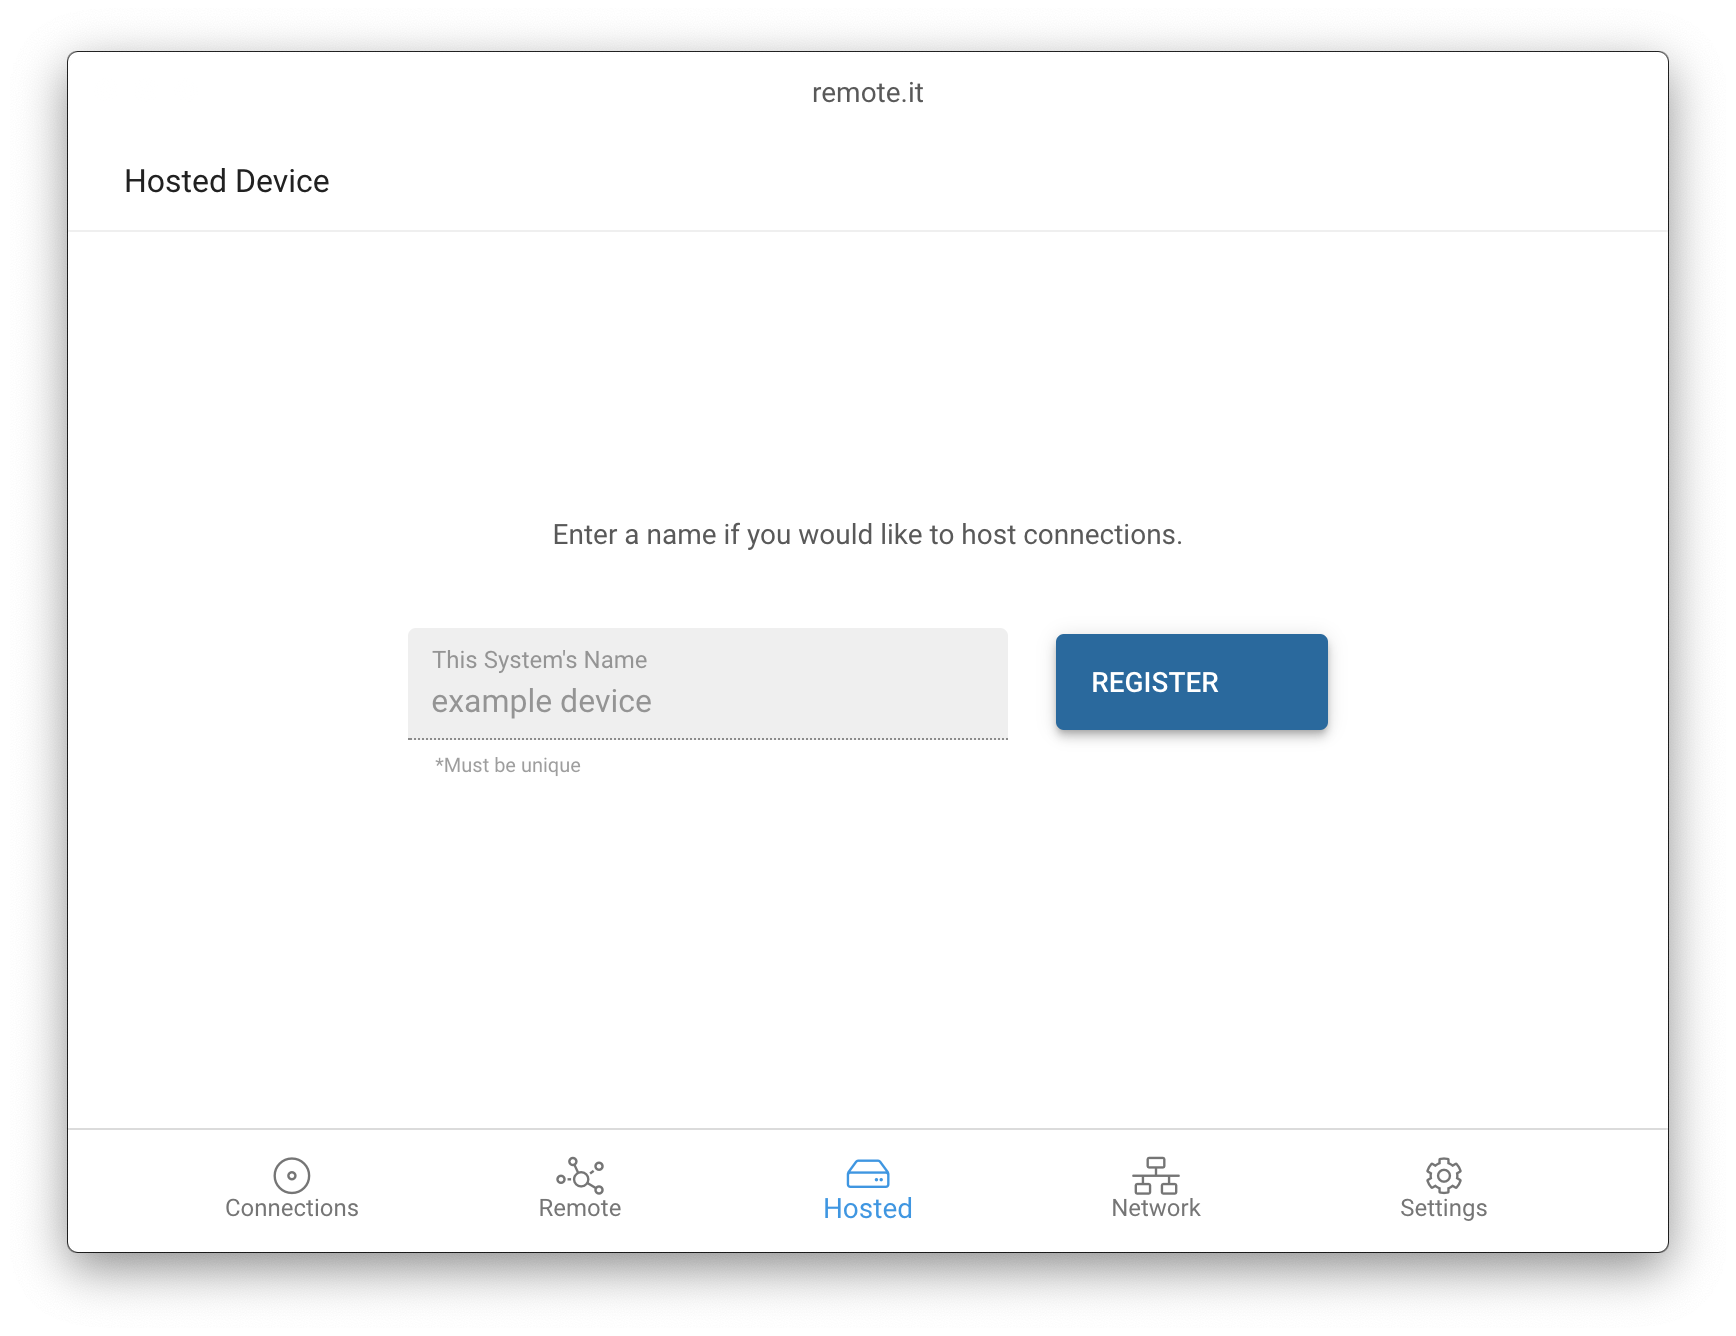 remote.it
Hosted Device
Enter a name if you would like to host connections.
This System's Name
example device
REGISTER
*Must be unique
Connections
Remote
Hosted
Network
Settings